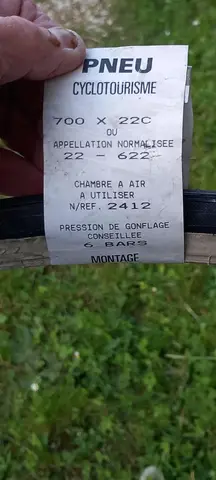 PNEU
CYCLOTOURISME
700 X 22C
OU
APPELLATION NORMALISEE
22 - 622
CHAMBRE A AIR
A UTILISER
N/REF. 2412
PRESSION DE GONFLAGE
CONSEILLEE
6 BARS
MONTAGE